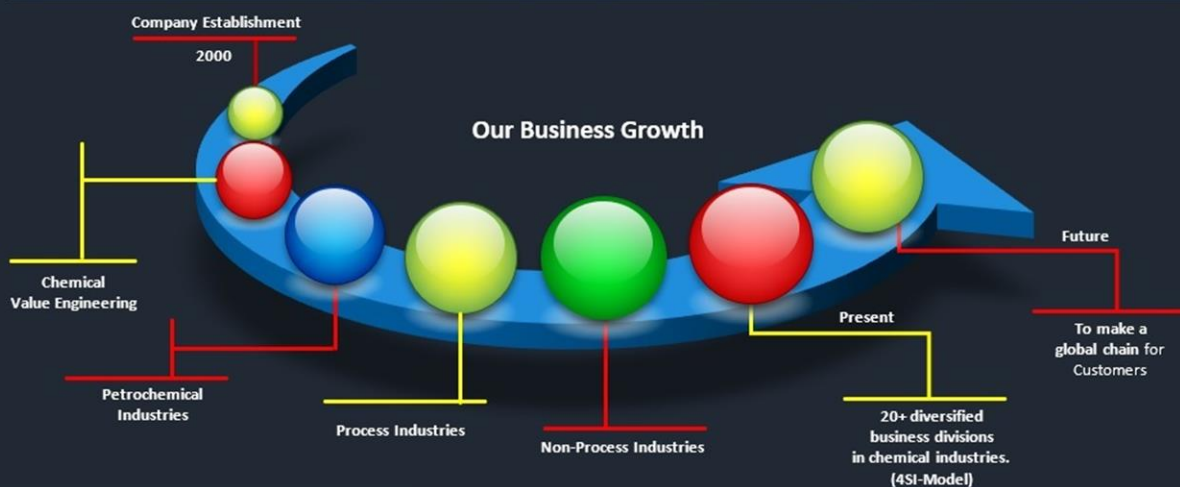 Company Establishment
2000
Our Business Growth
Chemical
Value Engineering
Petrochemical
Industries
Process Industries
Non-Process Industries
Present
20+ diversified
business divisions
in chemical industries.
(4SI-Model)
Future
To make a
global chain for
Customers